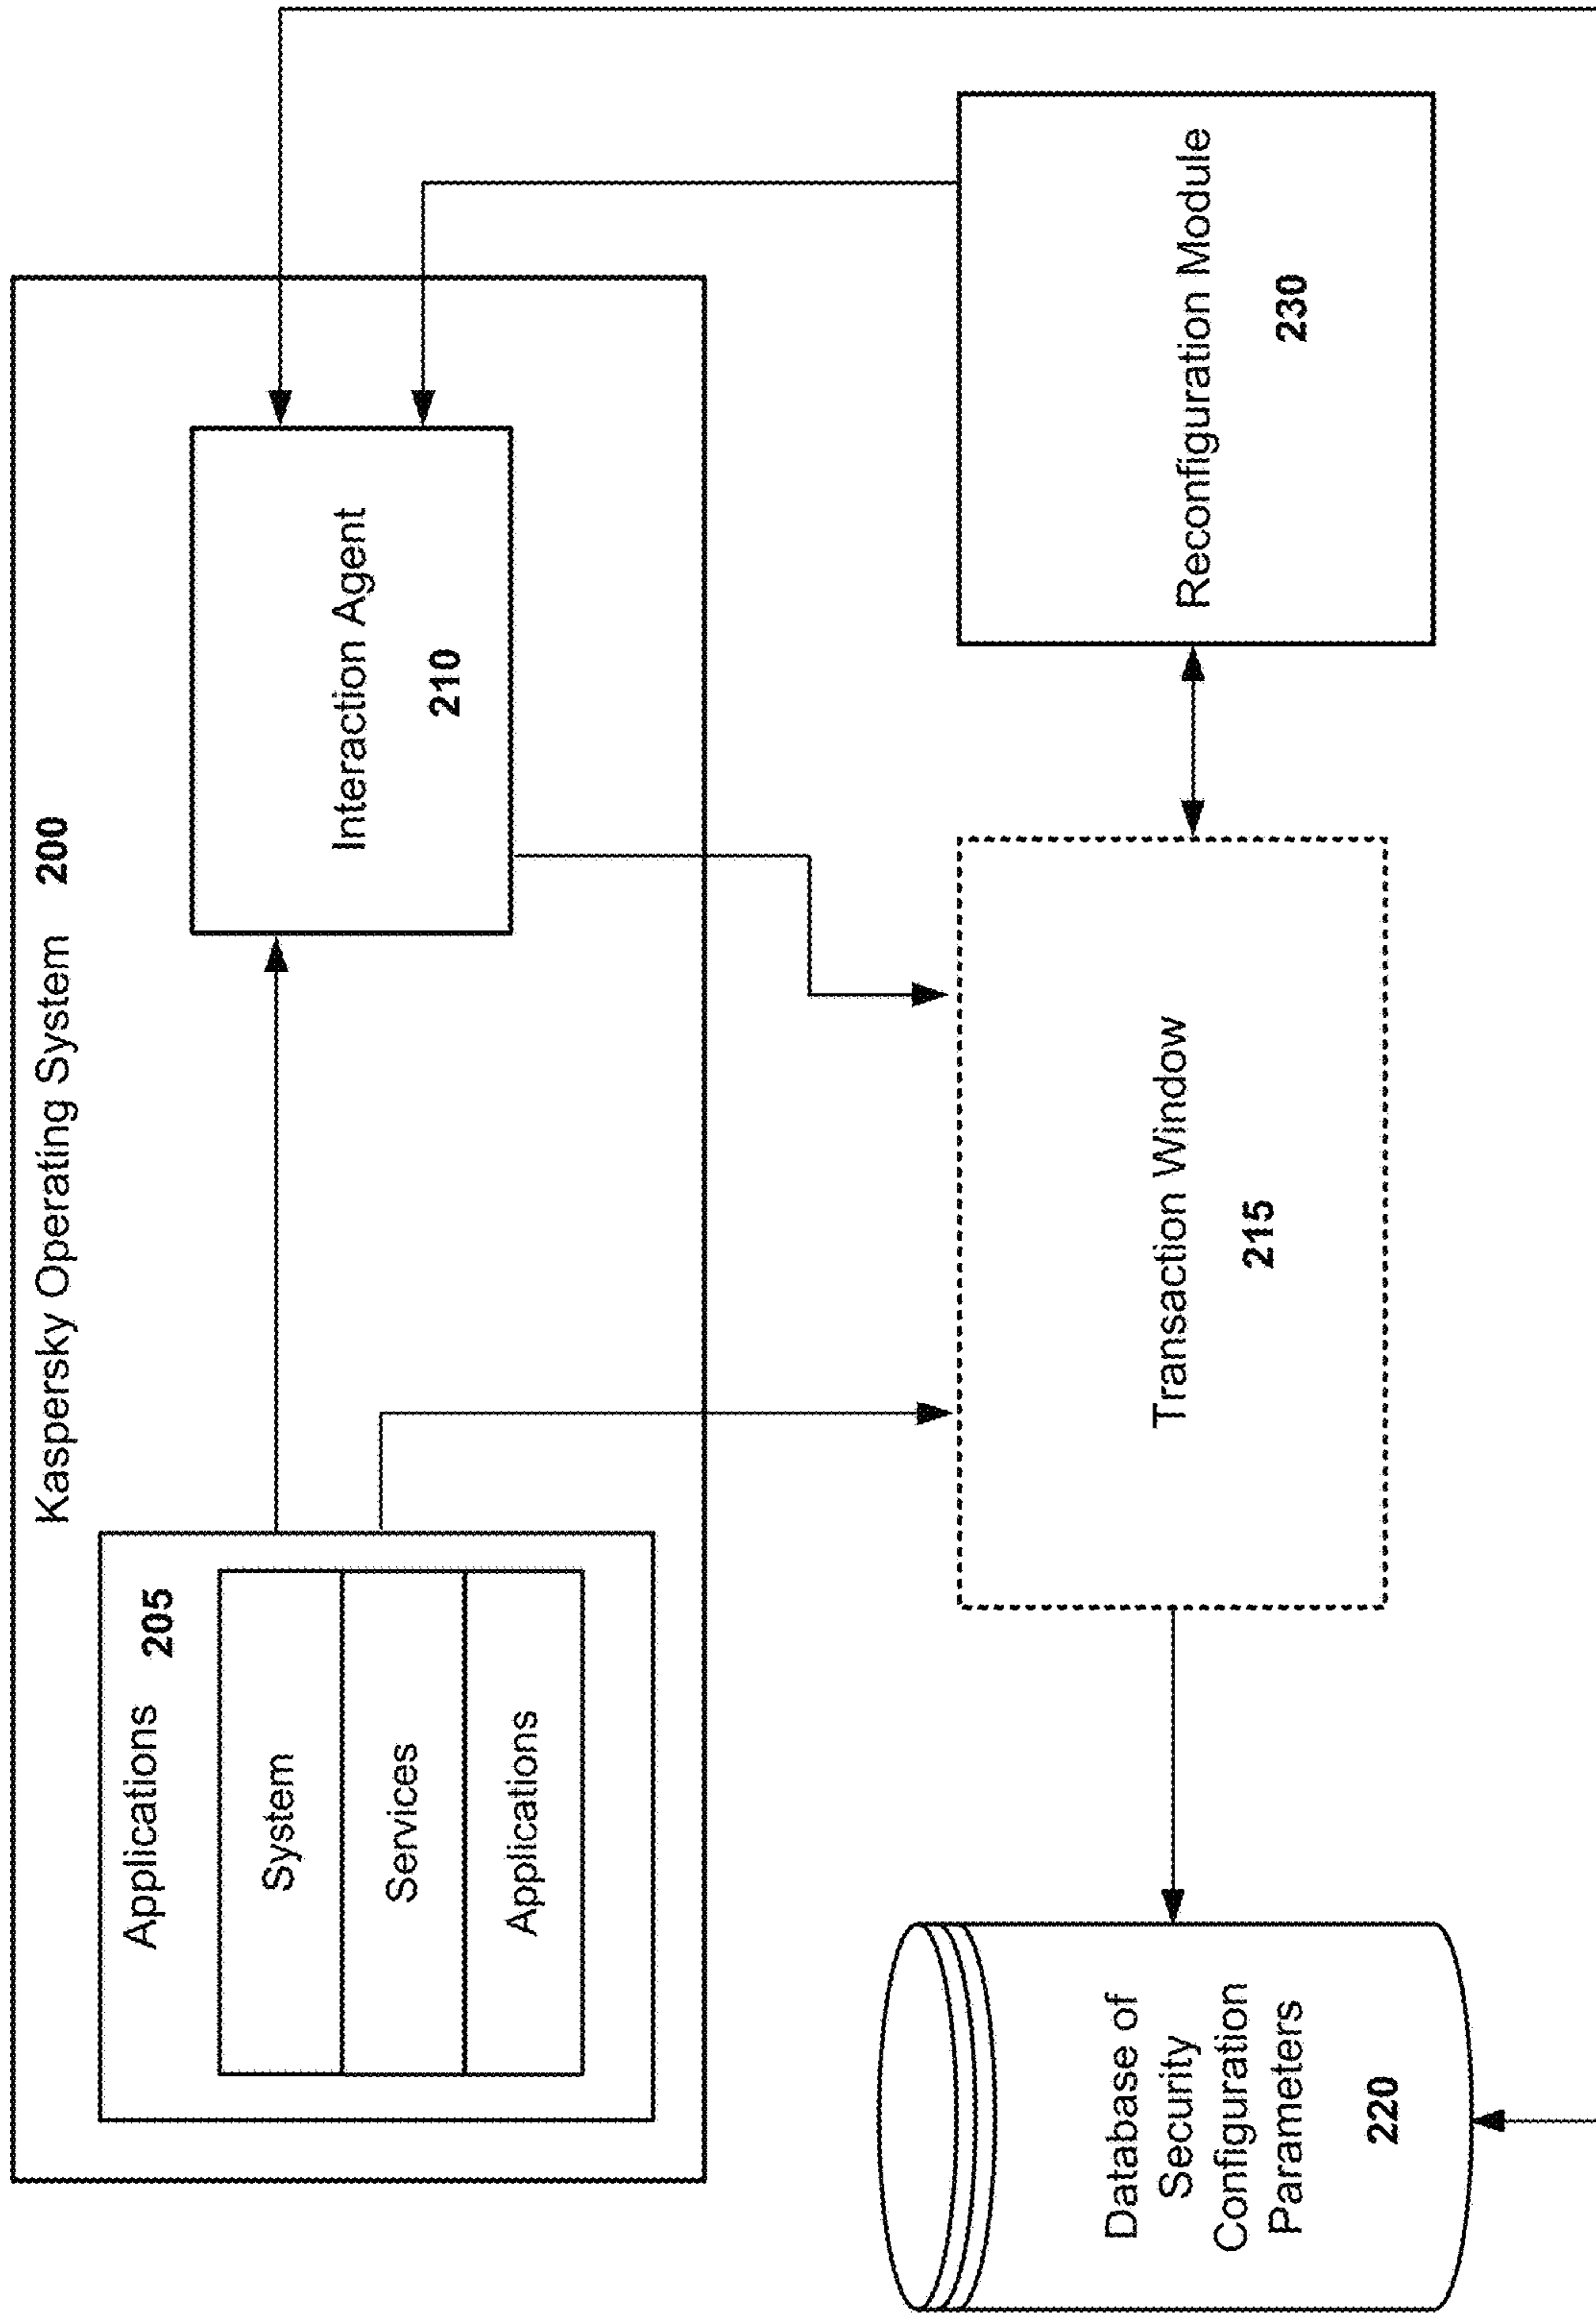 Kaspersky Operating System 200
Applications 205
System
Services
Applications
Interaction Agent
210
Database of
Security
Configuration
Parameters
220
Transaction Window
215
Reconfiguration Module
230